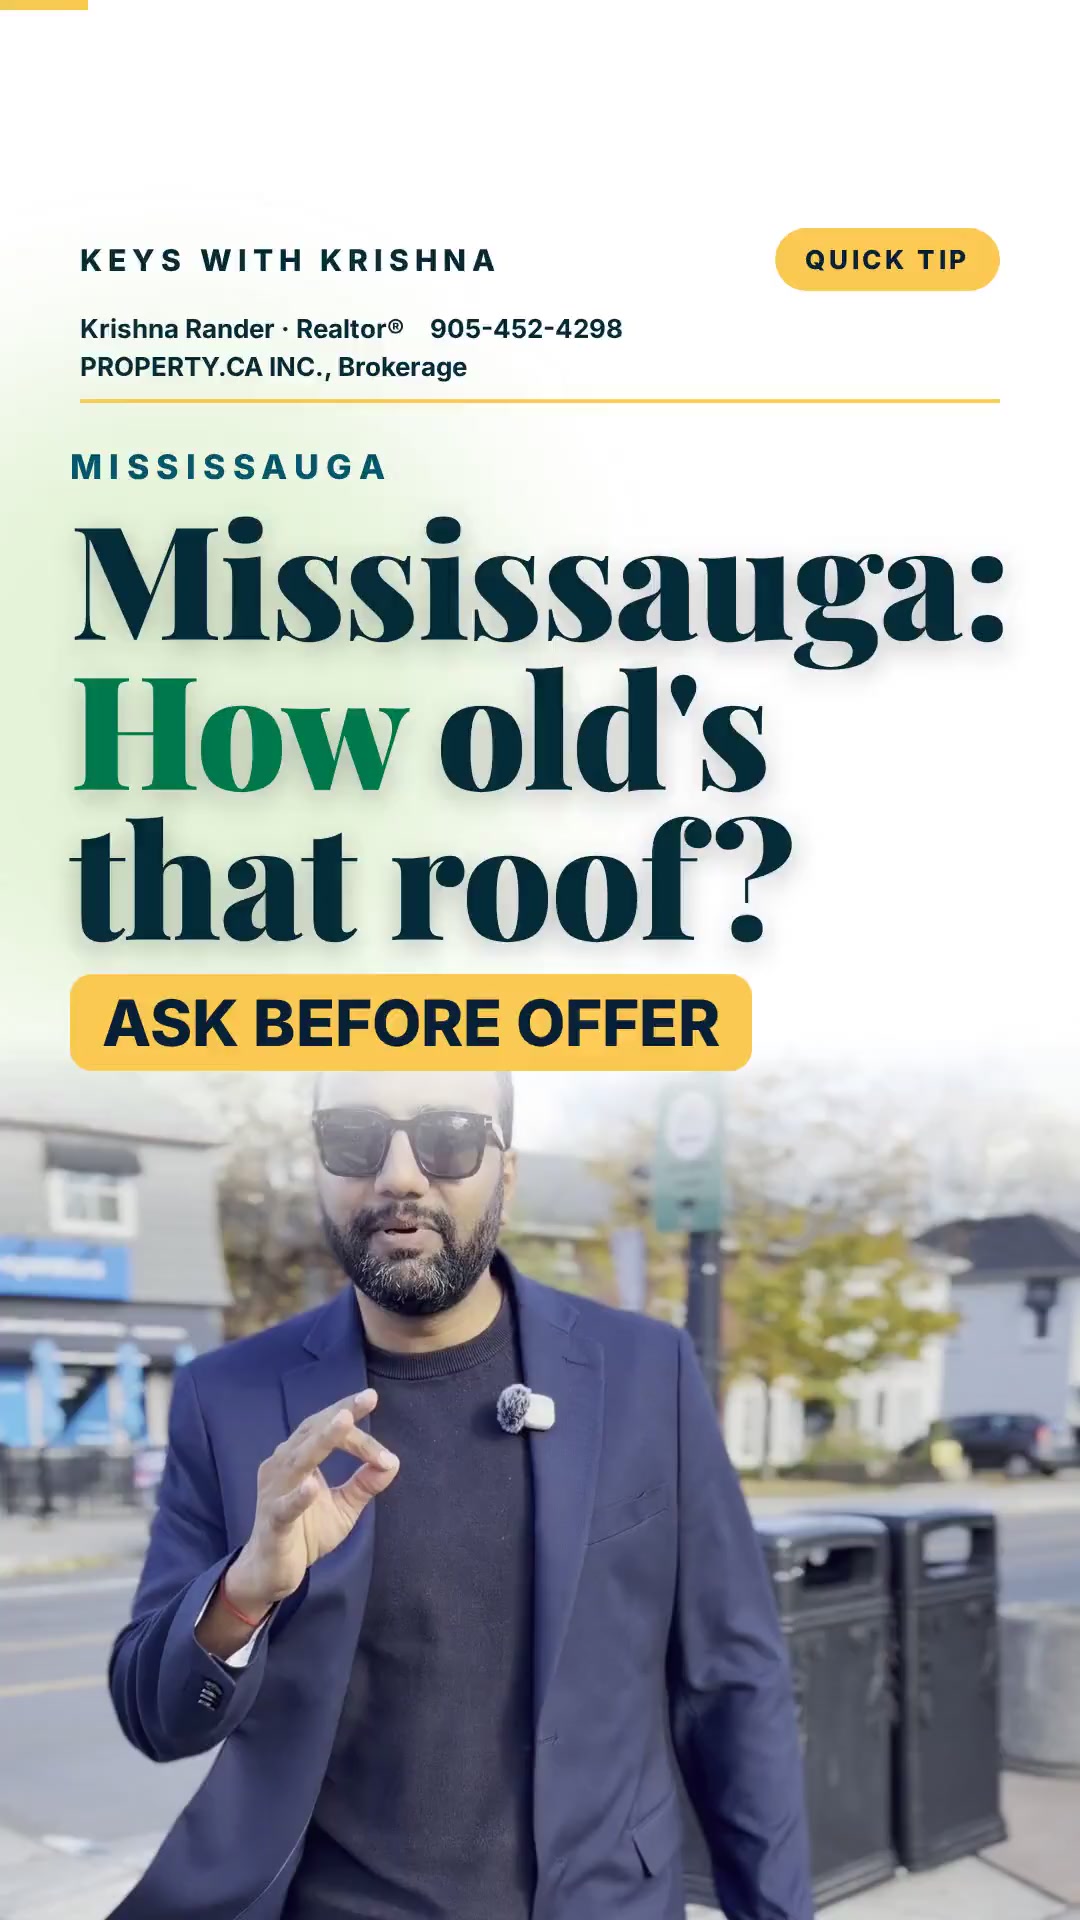 KEYS WITH KRISHNA
QUICK TIP
Krishna Rander · Realtor® 905-452-4298
PROPERTY.CA INC., Brokerage
MISSISSAUGA
Mississauga:
How old's
that roof?
ASK BEFORE OFFER